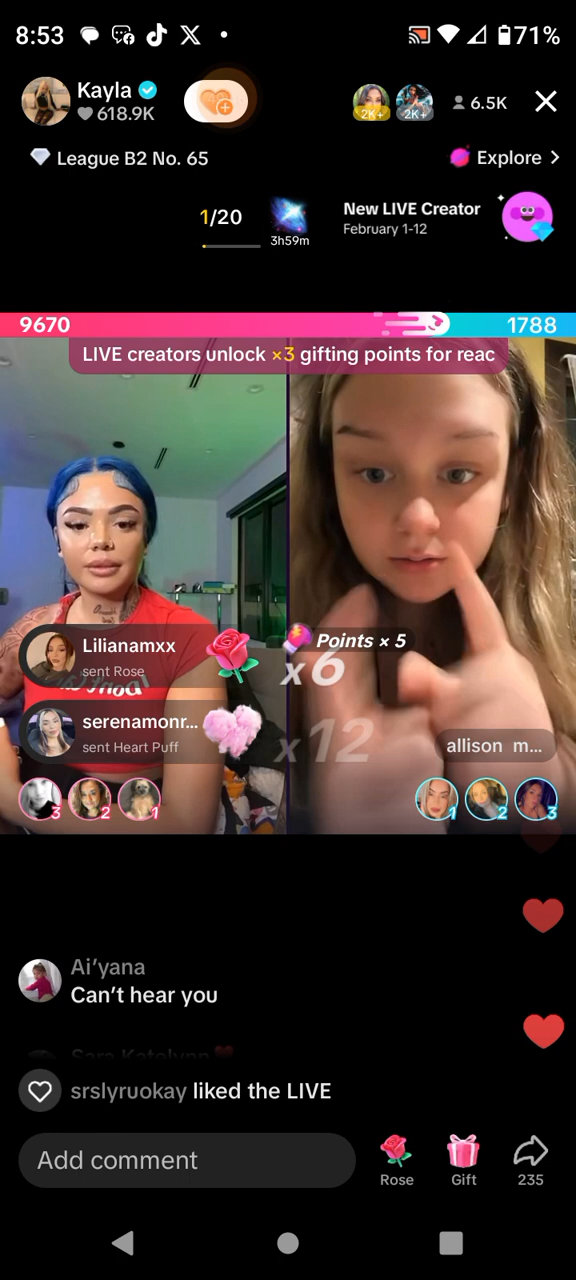 8:53
71%
Kayla
618.9K
2K+
2K+
6.5K
League B2 No. 65
Explore
1/20
3h59m
New LIVE Creator
February 1-12
9670
1788
LIVE creators unlock ×3 gifting points for reac
Lilianamxx
sent Rose
Points × 5
x6
serenamonr...
sent Heart Puff
x12
allison m...
3
2
1
1
2
3
Ai’yana
Can’t hear you
Sara Katelynn
srslyruokay liked the LIVE
Add comment
Rose
Gift
235